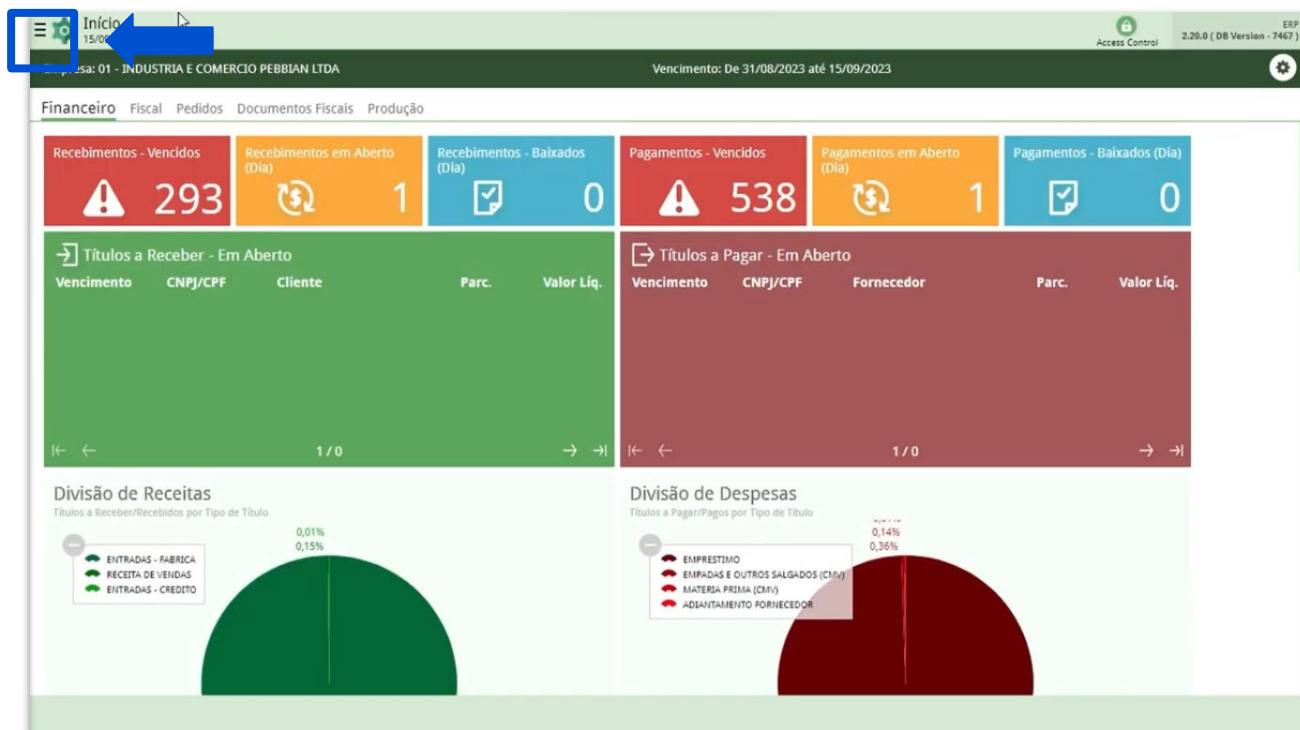 Início
15/09
Access Control
ERP
2.20.0 ( DB Version - 7467 )
Empresa: 01 - INDUSTRIA E COMERCIO PEBBIAN LTDA
Vencimento: De 31/08/2023 até 15/09/2023
Financeiro Fiscal Pedidos Documentos Fiscais Produção
Recebimentos - Vencidos
293
Recebimentos em Aberto
(Dia)
1
Recebimentos - Baixados
(Dia)
0
Pagamentos - Vencidos
538
Pagamentos em Aberto
(Dia)
1
Pagamentos - Baixados (Dia)
0
Títulos a Receber - Em Aberto
Vencimento CNPJ/CPF Cliente Parc. Valor Líq.
1 / 0
Títulos a Pagar - Em Aberto
Vencimento CNPJ/CPF Fornecedor Parc. Valor Líq.
1 / 0
Divisão de Receitas
Títulos a Receber/Recebidos por Tipo de Título
0,01%
0,15%
ENTRADAS - FABRICA
RECEITA DE VENDAS
ENTRADAS - CREDITO
Divisão de Despesas
Títulos a Pagar/Pagos por Tipo de Título
0,14%
0,36%
EMPRESTIMO
EMPADAS E OUTROS SALGADOS (CMV)
MATERIA PRIMA (CMV)
ADIANTAMENTO FORNECEDOR